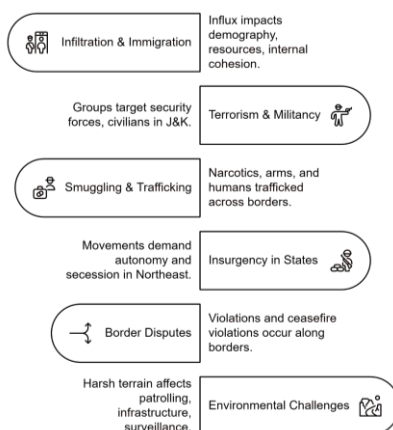 Infiltration & Immigration
Influx impacts
demography,
resources, internal
cohesion.
Groups target security
forces, civilians in J&K.
Terrorism & Militancy
Smuggling & Trafficking
Narcotics, arms, and
humans trafficked
across borders.
Movements demand
autonomy and
secession in Northeast.
Insurgency in States
Border Disputes
Violations and ceasefire
violations occur along
borders.
Harsh terrain affects
patrolling,
infrastructure,
surveillance.
Environmental Challenges